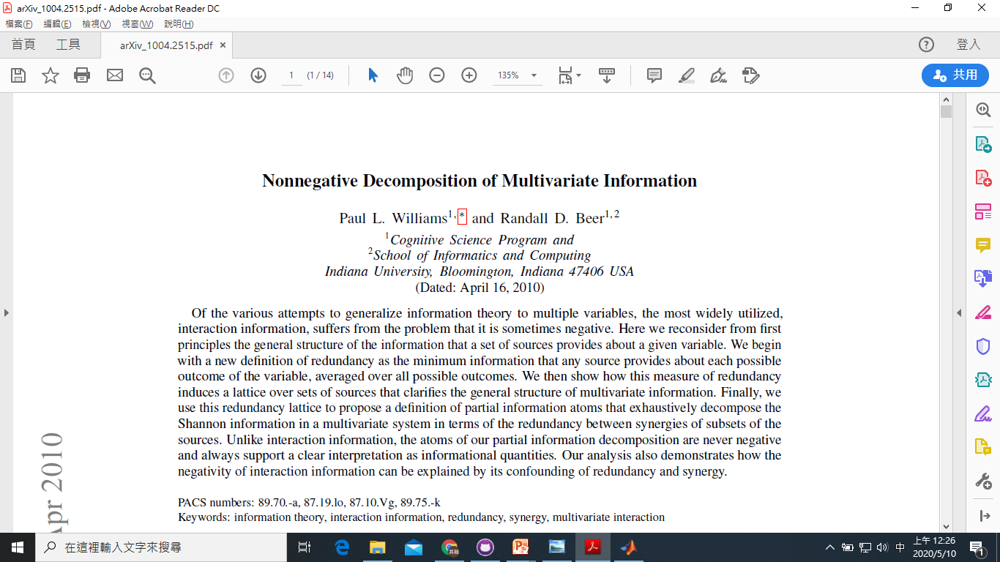 arXiv_1004.2515.pdf - Adobe Acrobat Reader DC
檔案(F) 編輯(E) 檢視(V) 視窗(W) 說明(H)
首頁 工具 arXiv_1004.2515.pdf × 登入
1 (1 / 14) 135% 共用
Nonnegative Decomposition of Multivariate Information
Paul L. Williams1,* and Randall D. Beer1,2
1Cognitive Science Program and
2School of Informatics and Computing
Indiana University, Bloomington, Indiana 47406 USA
(Dated: April 16, 2010)
Of the various attempts to generalize information theory to multiple variables, the most widely utilized,
interaction information, suffers from the problem that it is sometimes negative. Here we reconsider from first
principles the general structure of the information that a set of sources provides about a given variable. We begin
with a new definition of redundancy as the minimum information that any source provides about each possible
outcome of the variable, averaged over all possible outcomes. We then show how this measure of redundancy
induces a lattice over sets of sources that clarifies the general structure of multivariate information. Finally, we
use this redundancy lattice to propose a definition of partial information atoms that exhaustively decompose the
Shannon information in a multivariate system in terms of the redundancy between synergies of subsets of the
sources. Unlike interaction information, the atoms of our partial information decomposition are never negative
and always support a clear interpretation as informational quantities. Our analysis also demonstrates how the
negativity of interaction information can be explained by its confounding of redundancy and synergy.
PACS numbers: 89.70.-a, 87.19.lo, 87.10.Vg, 89.75.-k
Keywords: information theory, interaction information, redundancy, synergy, multivariate interaction
Apr 2010
在這裡輸入文字來搜尋
中
上午 12:26
2020/5/10
1